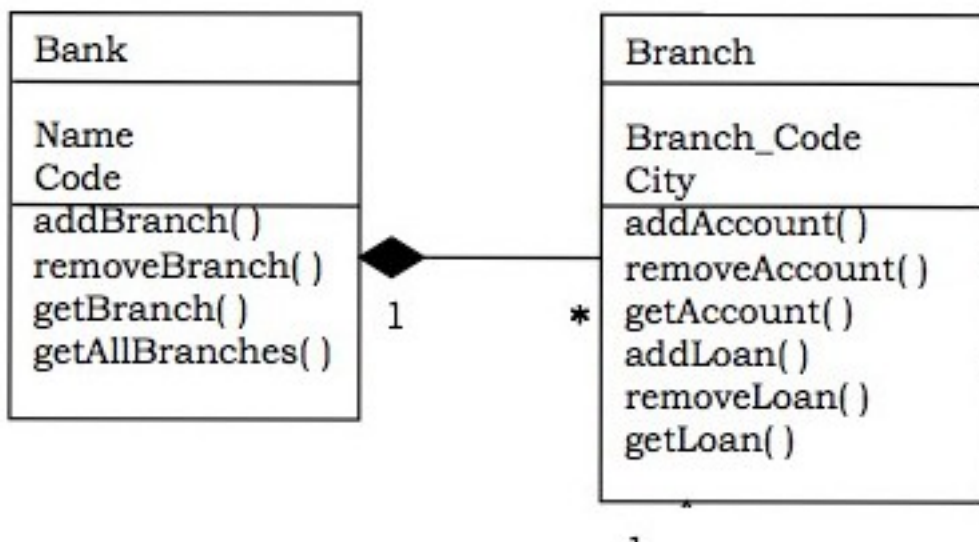 Bank
Name
Code
addBranch( )
removeBranch( )
getBranch( )
getAllBranches( )
1
*
Branch
Branch_Code
City
addAccount( )
removeAccount( )
getAccount( )
addLoan( )
removeLoan( )
getLoan( )